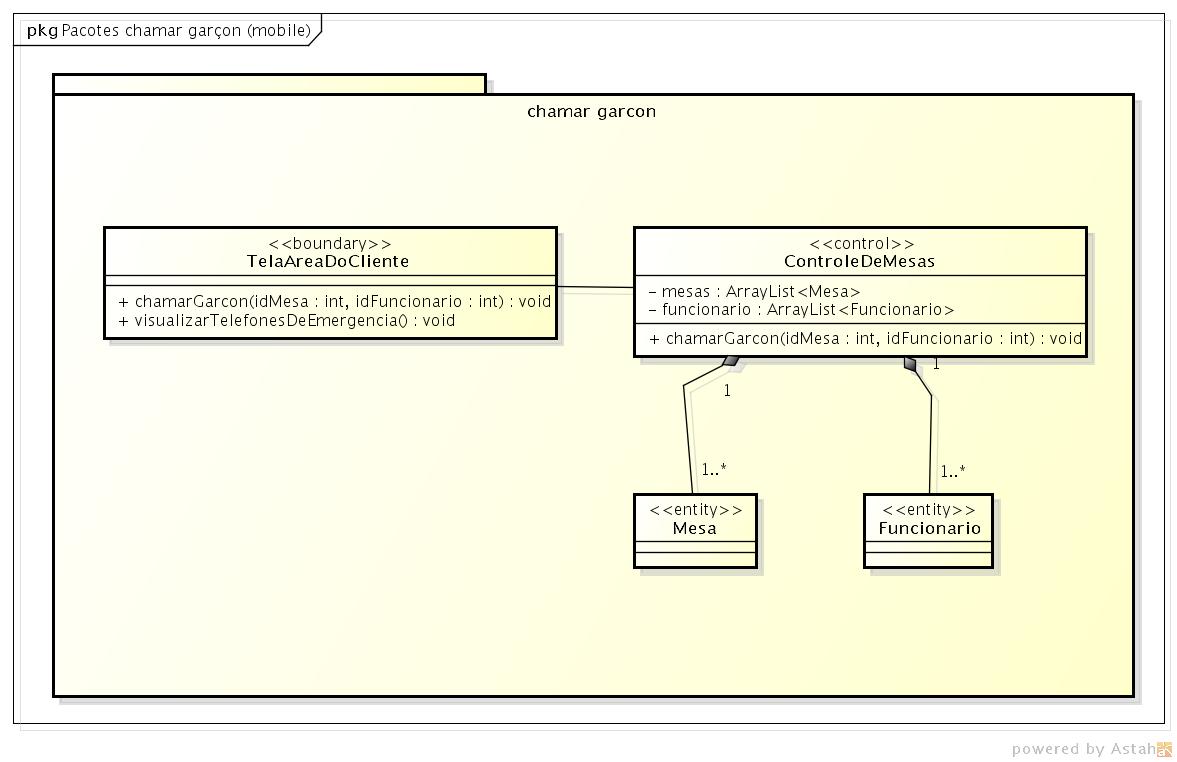 pkg Pacotes chamar garçon (mobile)
chamar garcon
<<boundary>>
TelaAreaDoCliente
+ chamarGarcon(idMesa : int, idFuncionario : int) : void
+ visualizarTelefonesDeEmergencia() : void
<<control>>
ControleDeMesas
- mesas : ArrayList<Mesa>
- funcionario : ArrayList<Funcionario>
+ chamarGarcon(idMesa : int, idFuncionario : int) : void
1
1
1..*
1..*
<<entity>>
Mesa
<<entity>>
Funcionario
powered by Astah